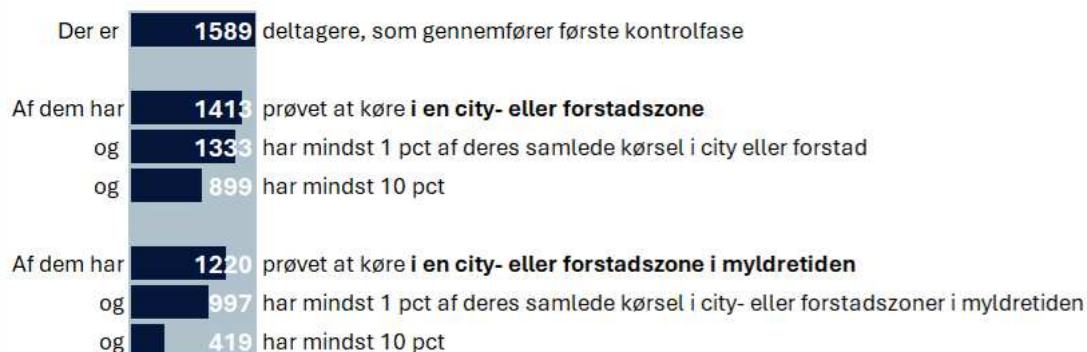 Der er 1589 deltagere, som gennemfører første kontrolfase
Af dem har 1413 prøvet at køre i en city- eller forstadszone
og 1333 har mindst 1 pct af deres samlede kørsel i city eller forstad
og 899 har mindst 10 pct
Af dem har 1220 prøvet at køre i en city- eller forstadszone i myldretiden
og 997 har mindst 1 pct af deres samlede kørsel i city- eller forstadszoner i myldretiden
og 419 har mindst 10 pct